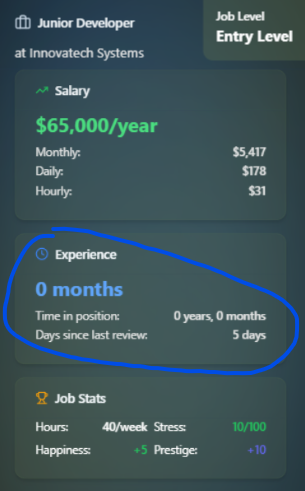 Junior Developer
Job Level
Entry Level
at Innovatech Systems
Salary
$65,000/year
Monthly: $5,417
Daily: $178
Hourly: $31
Experience
0 months
Time in position: 0 years, 0 months
Days since last review: 5 days
Job Stats
Hours: 40/week Stress: 10/100
Happiness: +5 Prestige: +10